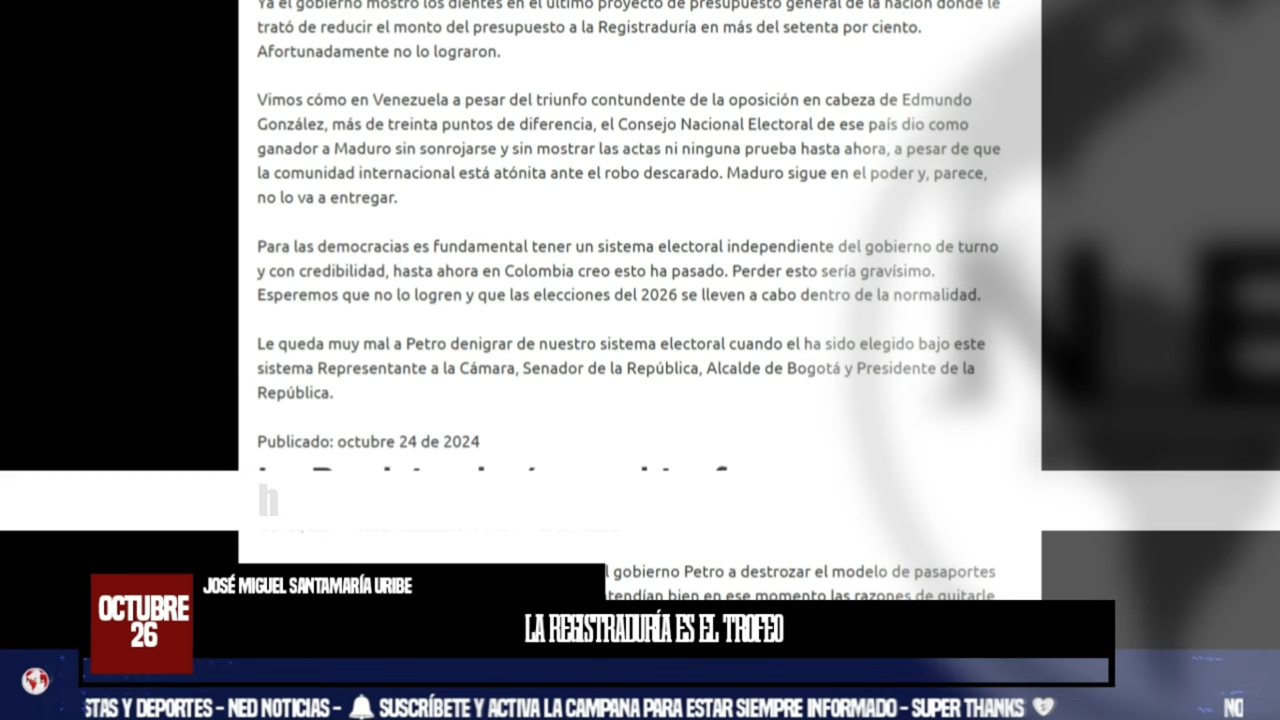 Ya el gobierno mostró los dientes en el último proyecto de presupuesto general de la nación donde le
trató de reducir el monto del presupuesto a la Registraduría en más del setenta por ciento.
Afortunadamente no lo lograron.
Vimos cómo en Venezuela a pesar del triunfo contundente de la oposición en cabeza de Edmundo
González, más de treinta puntos de diferencia, el Consejo Nacional Electoral de ese país dio como
ganador a Maduro sin sonrojarse y sin mostrar las actas ni ninguna prueba hasta ahora, a pesar de que
la comunidad internacional está atónita ante el robo descarado. Maduro sigue en el poder y, parece,
no lo va a entregar.
Para las democracias es fundamental tener un sistema electoral independiente del gobierno de turno
y con credibilidad, hasta ahora en Colombia creo esto ha pasado. Perder esto sería gravísimo.
Esperemos que no lo logren y que las elecciones del 2026 se lleven a cabo dentro de la normalidad.
Le queda muy mal a Petro denigrar de nuestro sistema electoral cuando el ha sido elegido bajo este
sistema Representante a la Cámara, Senador de la República, Alcalde de Bogotá y Presidente de la
República.
Publicado: octubre 24 de 2024
h
N E
l gobierno Petro a destrozar el modelo de pasaportes
tendían bien en ese momento las razones de quitarle
JOSÉ MIGUEL SANTAMARÍA URIBE
OCTUBRE
26
LA REGISTRADURÍA ES EL TROFEO
STAS Y DEPORTES - NED NOTICIAS - SUSCRÍBETE Y ACTIVA LA CAMPANA PARA ESTAR SIEMPRE INFORMADO - SUPER THANKS NO